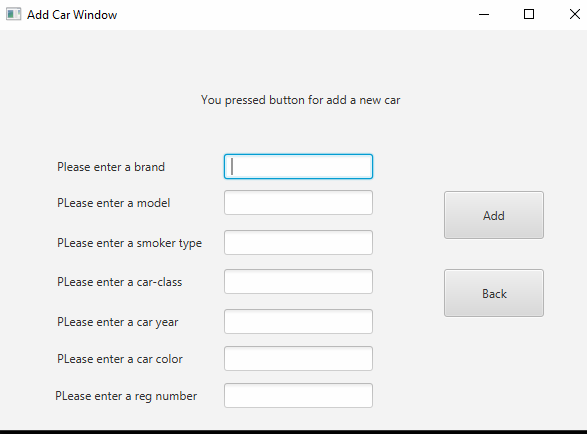 Add Car Window
You pressed button for add a new car
Please enter a brand
PLease enter a model
Add
PLease enter a smoker type
PLease enter a car-class
Back
PLease enter a car year
PLease enter a car color
PLease enter a reg number